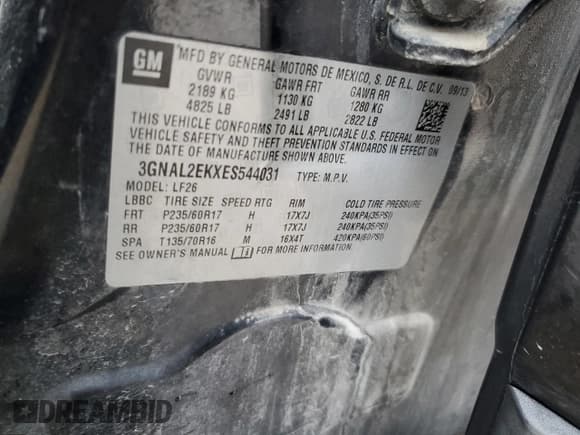 GM
MFD BY GENERAL MOTORS DE MEXICO, S. DE R.L. DE C.V. 09/13
GVWR GAWR FRT GAWR RR
2189 KG 1130 KG 1280 KG
4825 LB 2491 LB 2822 LB
THIS VEHICLE CONFORMS TO ALL APPLICABLE U.S. FEDERAL MOTOR
VEHICLE SAFETY AND THEFT PREVENTION STANDARDS IN EFFECT ON
THE DATE OF MANUFACTURE SHOWN ABOVE.
3GNAL2EKXES544031 TYPE: M.P.V.
MODEL: LF26
LBBC TIRE SIZE SPEED RTG RIM COLD TIRE PRESSURE
FRT P235/60R17 H 17X7J 240KPA(35PSI)
RR P235/60R17 H 17X7J 240KPA(35PSI)
SPA T135/70R16 M 16X4T 420KPA(60PSI)
SEE OWNER'S MANUAL FOR MORE INFORMATION
DREAMBID